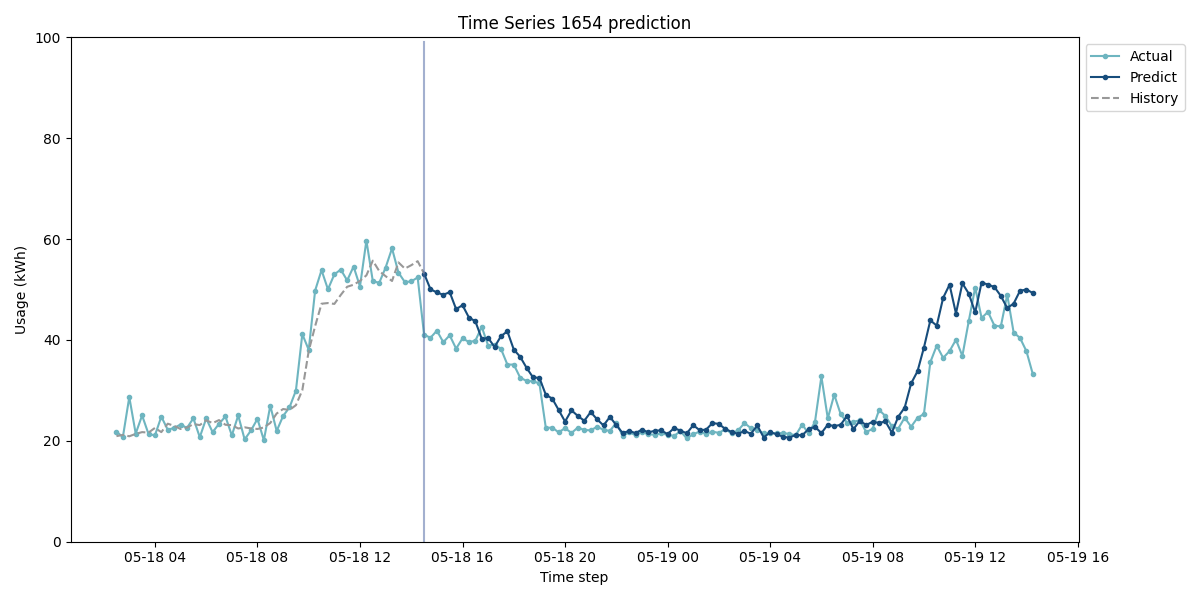 Time Series 1654 prediction
100
80
60
40
20
0
Usage (kWh)
05-18 04
05-18 08
05-18 12
05-18 16
05-18 20
05-19 00
05-19 04
05-19 08
05-19 12
05-19 16
Time step
Actual
Predict
History